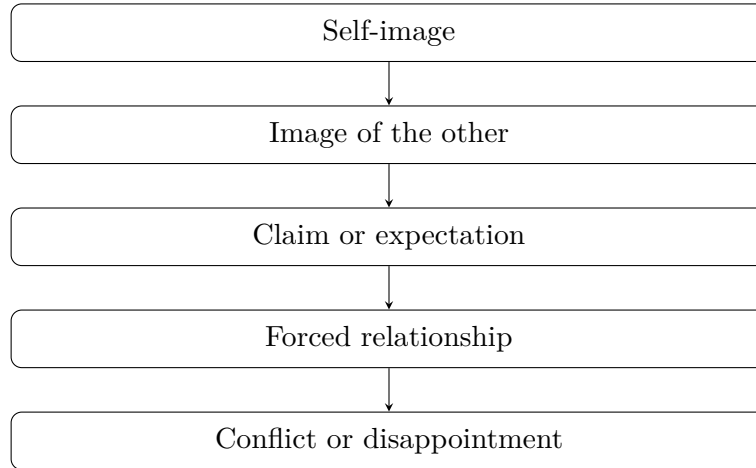 Self-image
Image of the other
Claim or expectation
Forced relationship
Conflict or disappointment